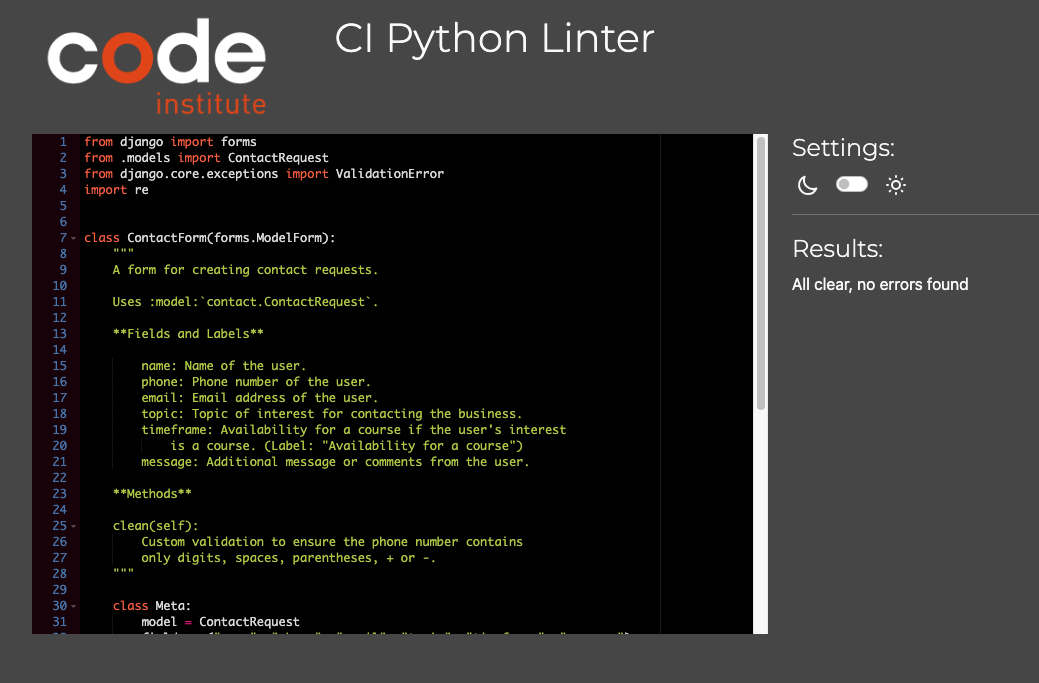 code
institute
CI Python Linter
1 from django import forms
2 from .models import ContactRequest
3 from django.core.exceptions import ValidationError
4 import re
5
6
7 class ContactForm(forms.ModelForm):
8 """
9 A form for creating contact requests.
10
11 Uses :model:`contact.ContactRequest`.
12
13 **Fields and Labels**
14
15 name: Name of the user.
16 phone: Phone number of the user.
17 email: Email address of the user.
18 topic: Topic of interest for contacting the business.
19 timeframe: Availability for a course if the user's interest
20 is a course. (Label: "Availability for a course")
21 message: Additional message or comments from the user.
22
23 **Methods**
24
25 clean(self):
26 Custom validation to ensure the phone number contains
27 only digits, spaces, parentheses, + or -.
28 """
29
30 class Meta:
31 model = ContactRequest
Settings:
Results:
All clear, no errors found